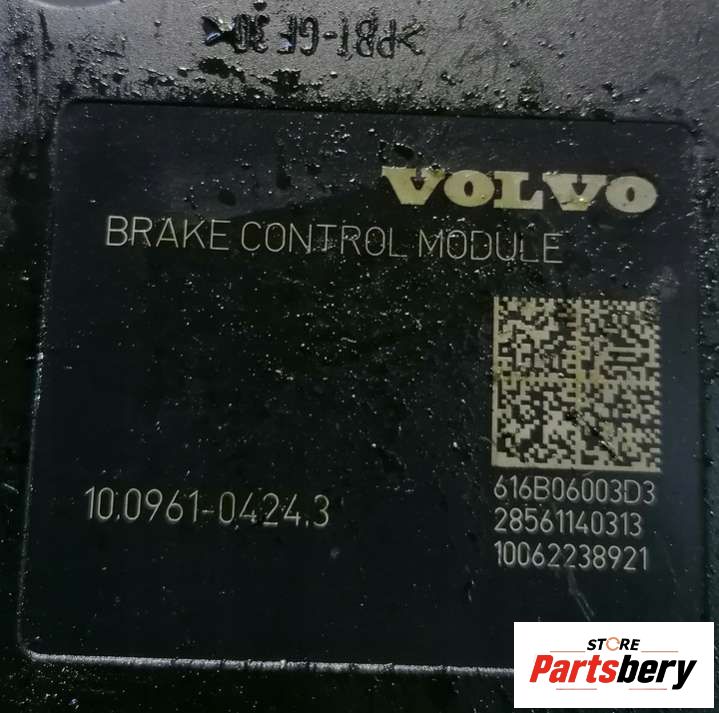 >PBT-GF30<
VOLVO
BRAKE CONTROL MODULE
616B06003D3
10.0961-0424.3
28561140313
10062238921
STORE
Partsbery